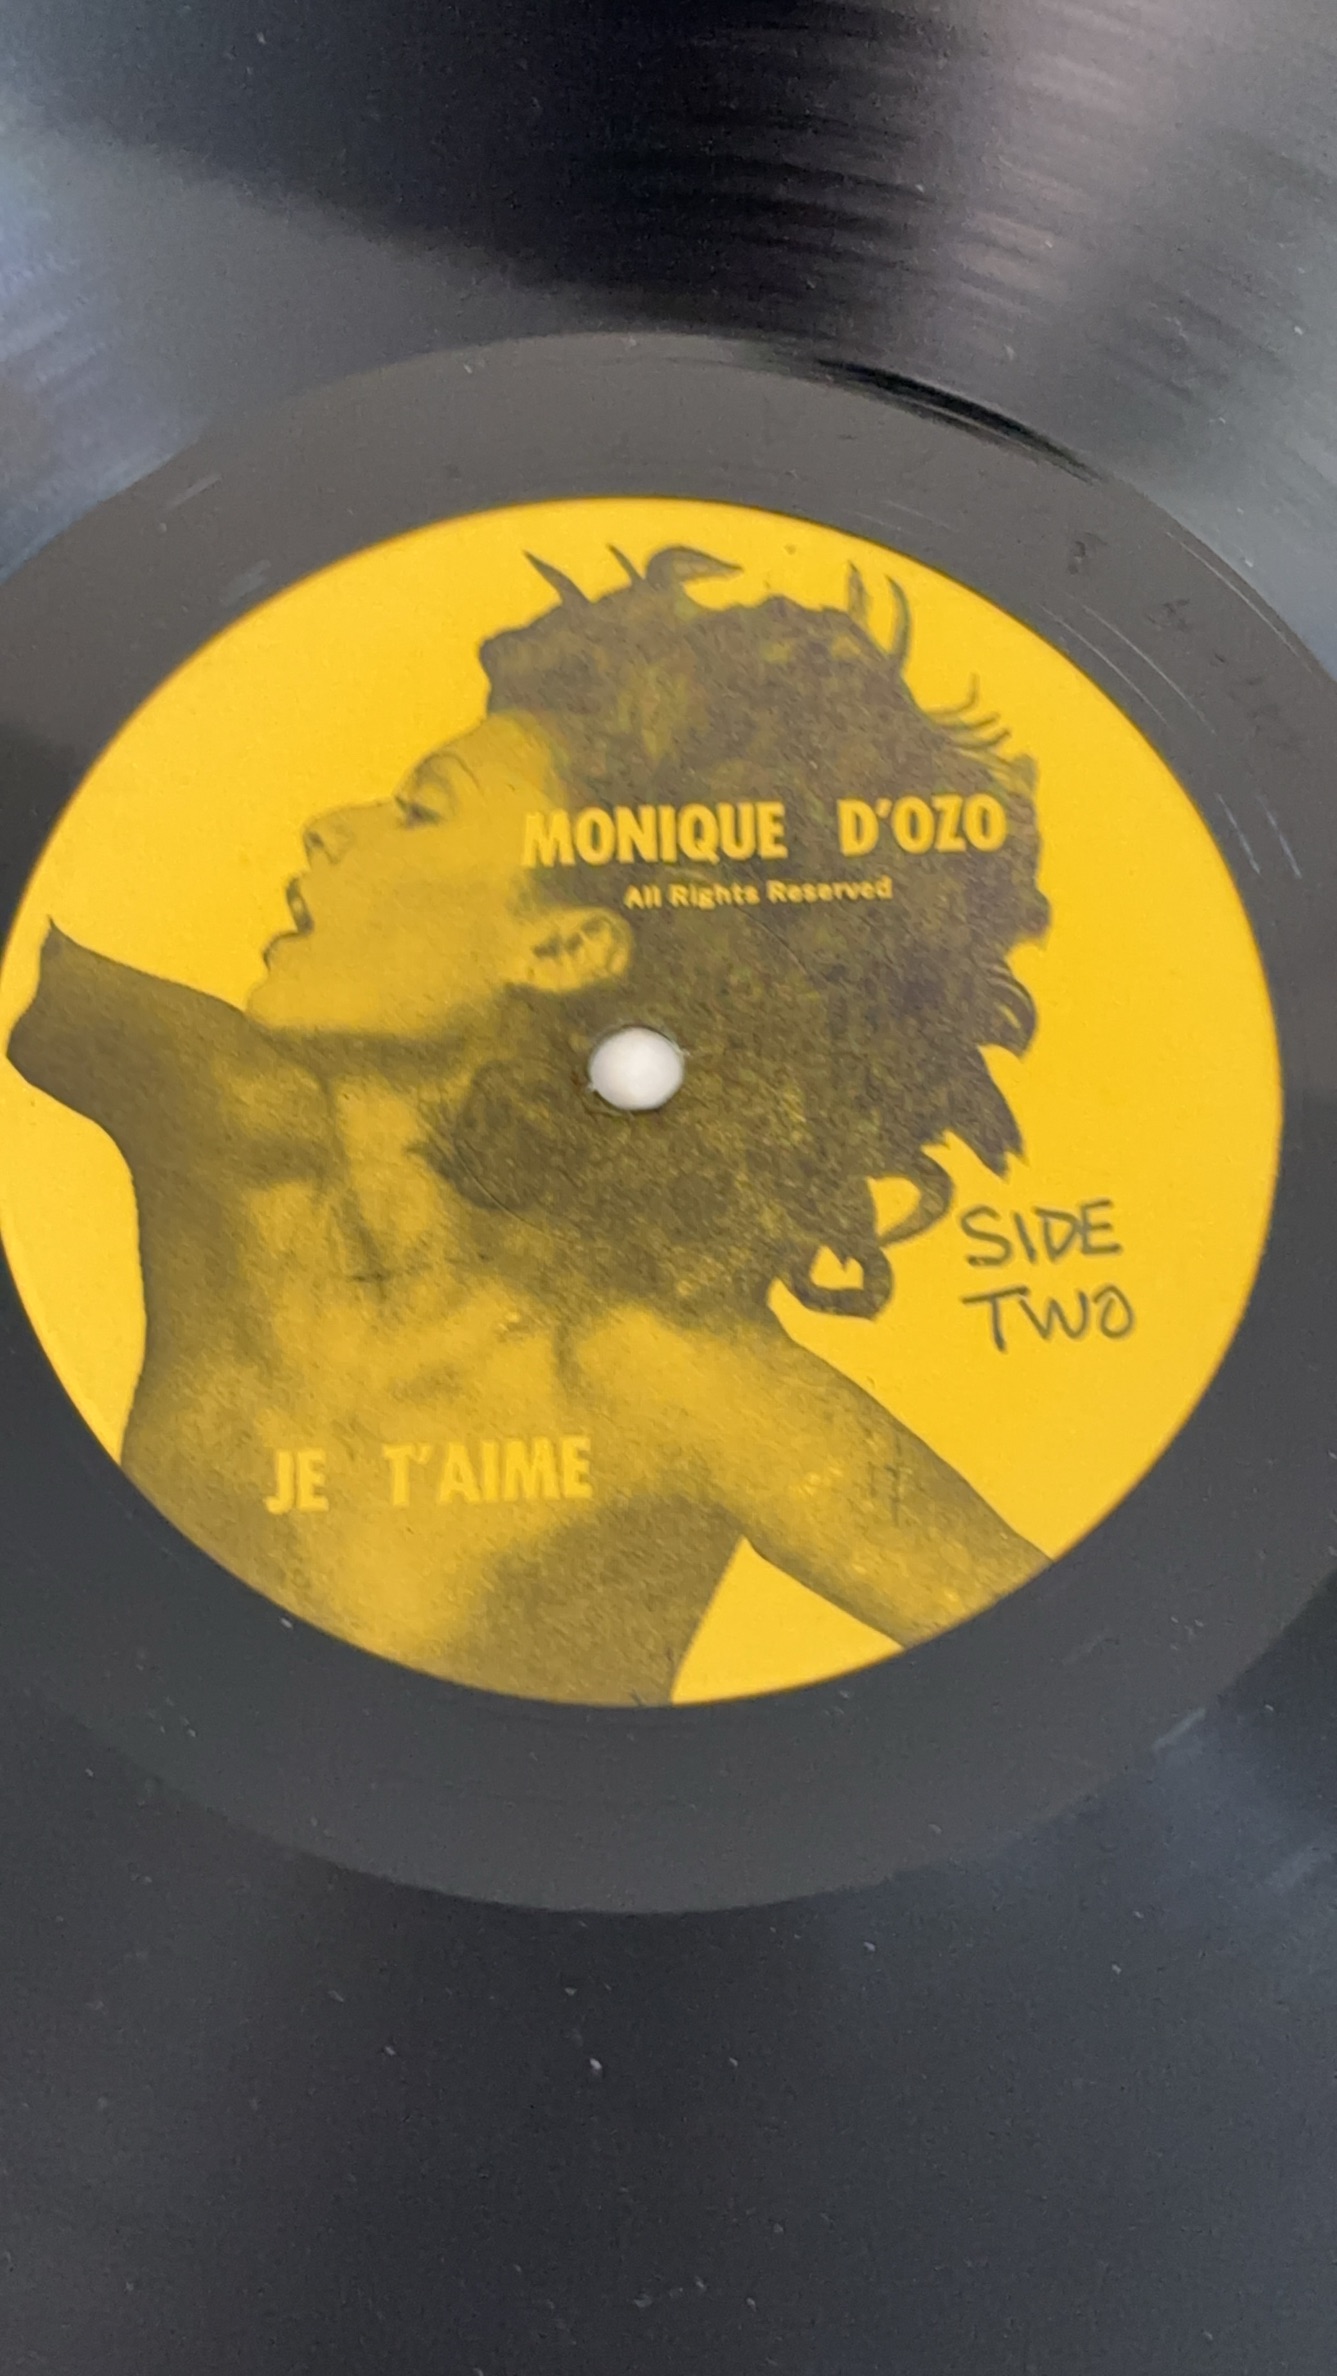 MONIQUE D'OZO
All Rights Reserved
SIDE
TWO
JE T'AIME